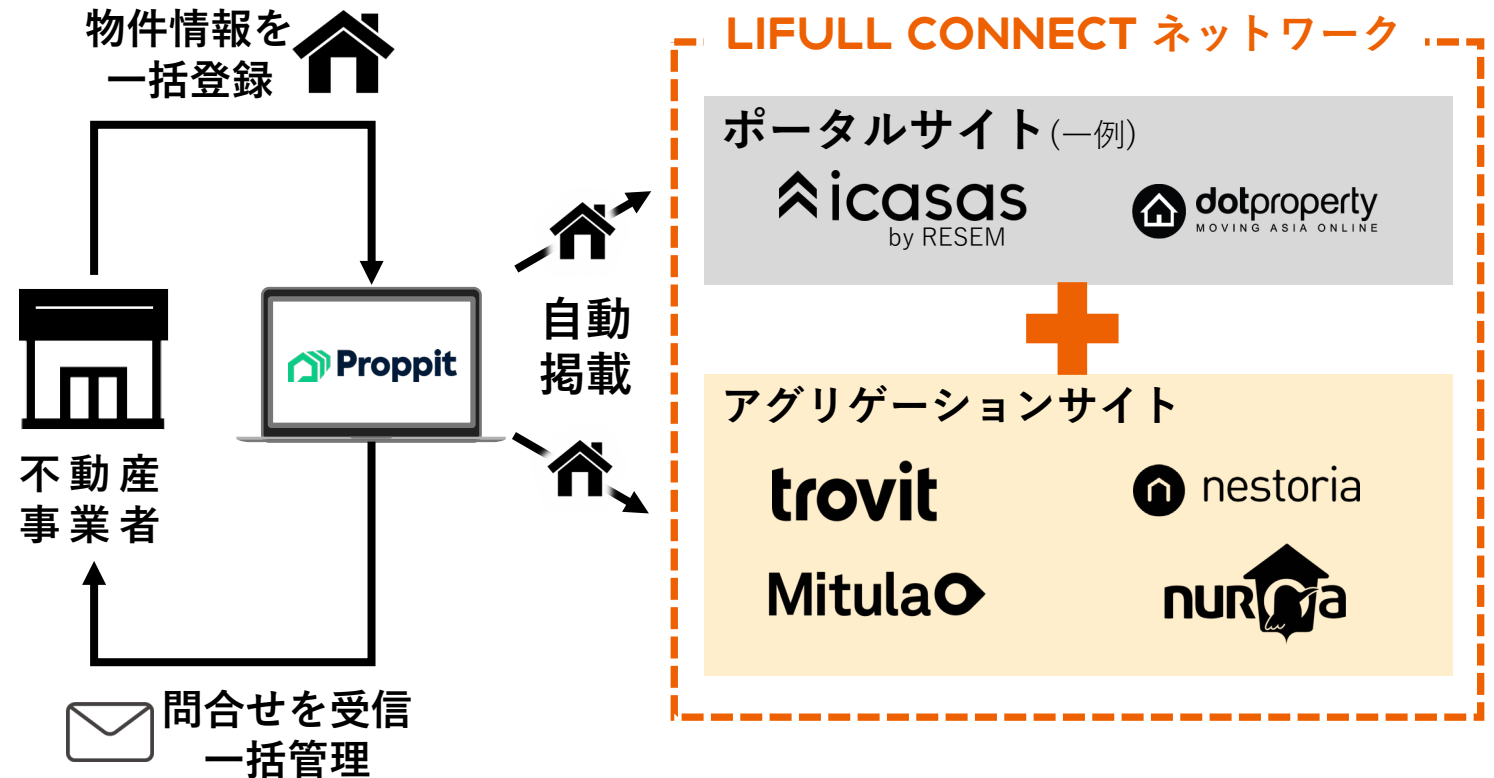 物件情報を
一括登録
不動産
事業者
Proppit
問合せを受信
一括管理
自動
掲載
LIFULL CONNECT ネットワーク
ポータルサイト(一例)
icasas
by RESEM
dotproperty
MOVING ASIA ONLINE
アグリゲーションサイト
trovit
nestoria
Mitula
nuroa